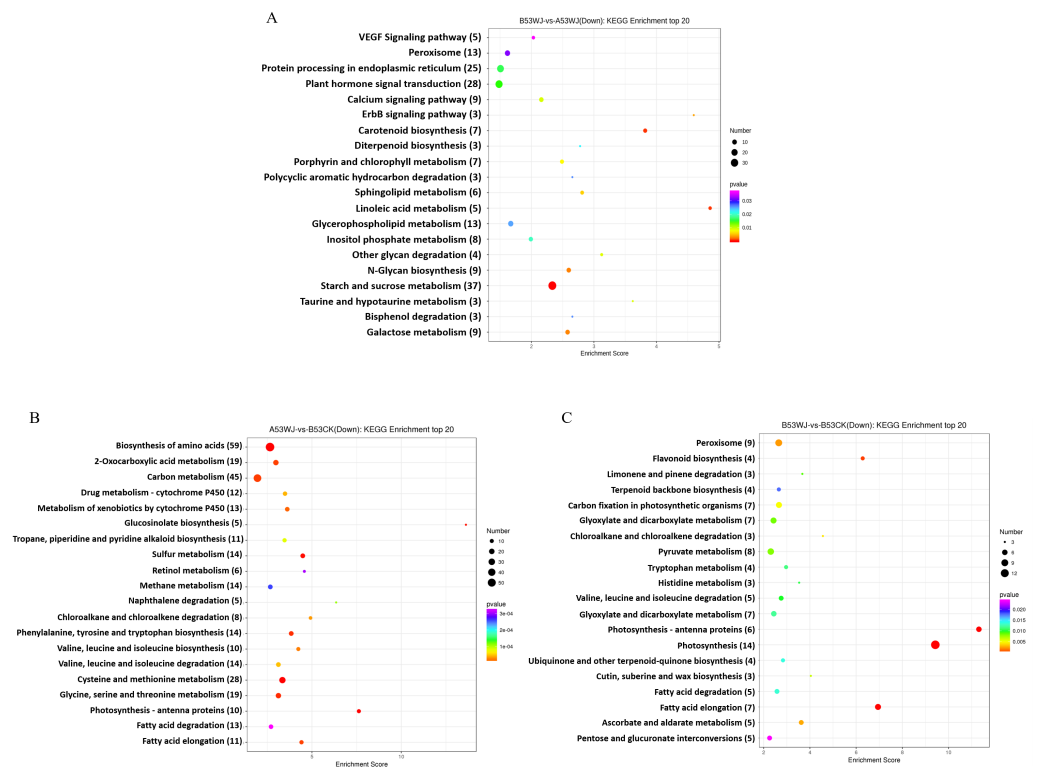 A
B53WJ-vs-A53WJ(Down): KEGG Enrichment top 20
VEGF Signaling pathway (5)
Peroxisome (13)
Protein processing in endoplasmic reticulum (25)
Plant hormone signal transduction (28)
Calcium signaling pathway (9)
ErbB signaling pathway (3)
Carotenoid biosynthesis (7)
Diterpenoid biosynthesis (3)
Porphyrin and chlorophyll metabolism (7)
Polycyclic aromatic hydrocarbon degradation (3)
Sphingolipid metabolism (6)
Linoleic acid metabolism (5)
Glycerophospholipid metabolism (13)
Inositol phosphate metabolism (8)
Other glycan degradation (4)
N-Glycan biosynthesis (9)
Starch and sucrose metabolism (37)
Taurine and hypotaurine metabolism (3)
Bisphenol degradation (3)
Galactose metabolism (9)
2 3 4 5
Enrichment Score
Number
10
20
30
pvalue
0.03
0.02
0.01
B
A53WJ-vs-B53CK(Down): KEGG Enrichment top 20
Biosynthesis of amino acids (59)
2-Oxocarboxylic acid metabolism (19)
Carbon metabolism (45)
Drug metabolism - cytochrome P450 (12)
Metabolism of xenobiotics by cytochrome P450 (13)
Glucosinolate biosynthesis (5)
Tropane, piperidine and pyridine alkaloid biosynthesis (11)
Sulfur metabolism (14)
Retinol metabolism (6)
Methane metabolism (14)
Naphthalene degradation (5)
Chloroalkane and chloroalkene degradation (8)
Phenylalanine, tyrosine and tryptophan biosynthesis (14)
Valine, leucine and isoleucine biosynthesis (10)
Valine, leucine and isoleucine degradation (14)
Cysteine and methionine metabolism (28)
Glycine, serine and threonine metabolism (19)
Photosynthesis - antenna proteins (10)
Fatty acid degradation (13)
Fatty acid elongation (11)
5 10
Enrichment Score
Number
10
20
30
40
50
pvalue
3e-04
2e-04
1e-04
C
B53WJ-vs-B53CK(Down): KEGG Enrichment top 20
Peroxisome (9)
Flavonoid biosynthesis (4)
Limonene and pinene degradation (3)
Terpenoid backbone biosynthesis (4)
Carbon fixation in photosynthetic organisms (7)
Glyoxylate and dicarboxylate metabolism (7)
Chloroalkane and chloroalkene degradation (3)
Pyruvate metabolism (8)
Tryptophan metabolism (4)
Histidine metabolism (3)
Valine, leucine and isoleucine degradation (5)
Glyoxylate and dicarboxylate metabolism (7)
Photosynthesis - antenna proteins (6)
Photosynthesis (14)
Ubiquinone and other terpenoid-quinone biosynthesis (4)
Cutin, suberine and wax biosynthesis (3)
Fatty acid degradation (5)
Fatty acid elongation (7)
Ascorbate and aldarate metabolism (5)
Pentose and glucuronate interconversions (5)
2 4 6 8 10
Enrichment Score
Number
3
6
9
12
pvalue
0.020
0.015
0.010
0.005